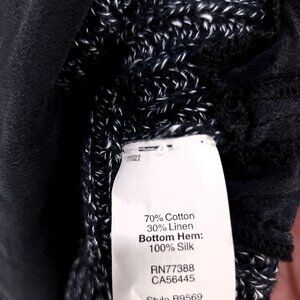 70% Cotton
30% Linen
Bottom Hem:
100% Silk
RN77388
CA56445
Style B9569